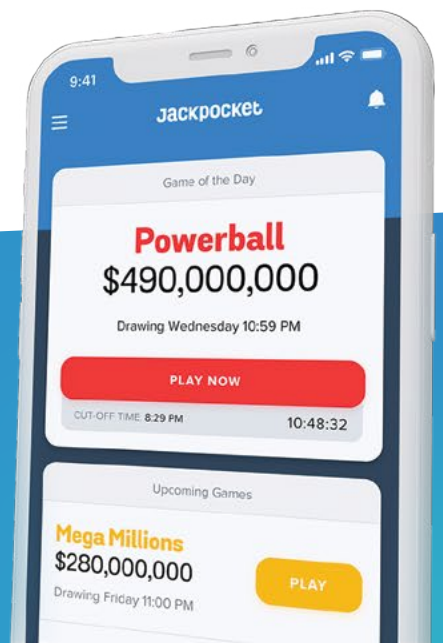 9:41
Jackpocket
Game of the Day
Powerball
$490,000,000
Drawing Wednesday 10:59 PM
PLAY NOW
CUT-OFF TIME 8:29 PM 10:48:32
Upcoming Games
Mega Millions
$280,000,000
PLAY
Drawing Friday 11:00 PM